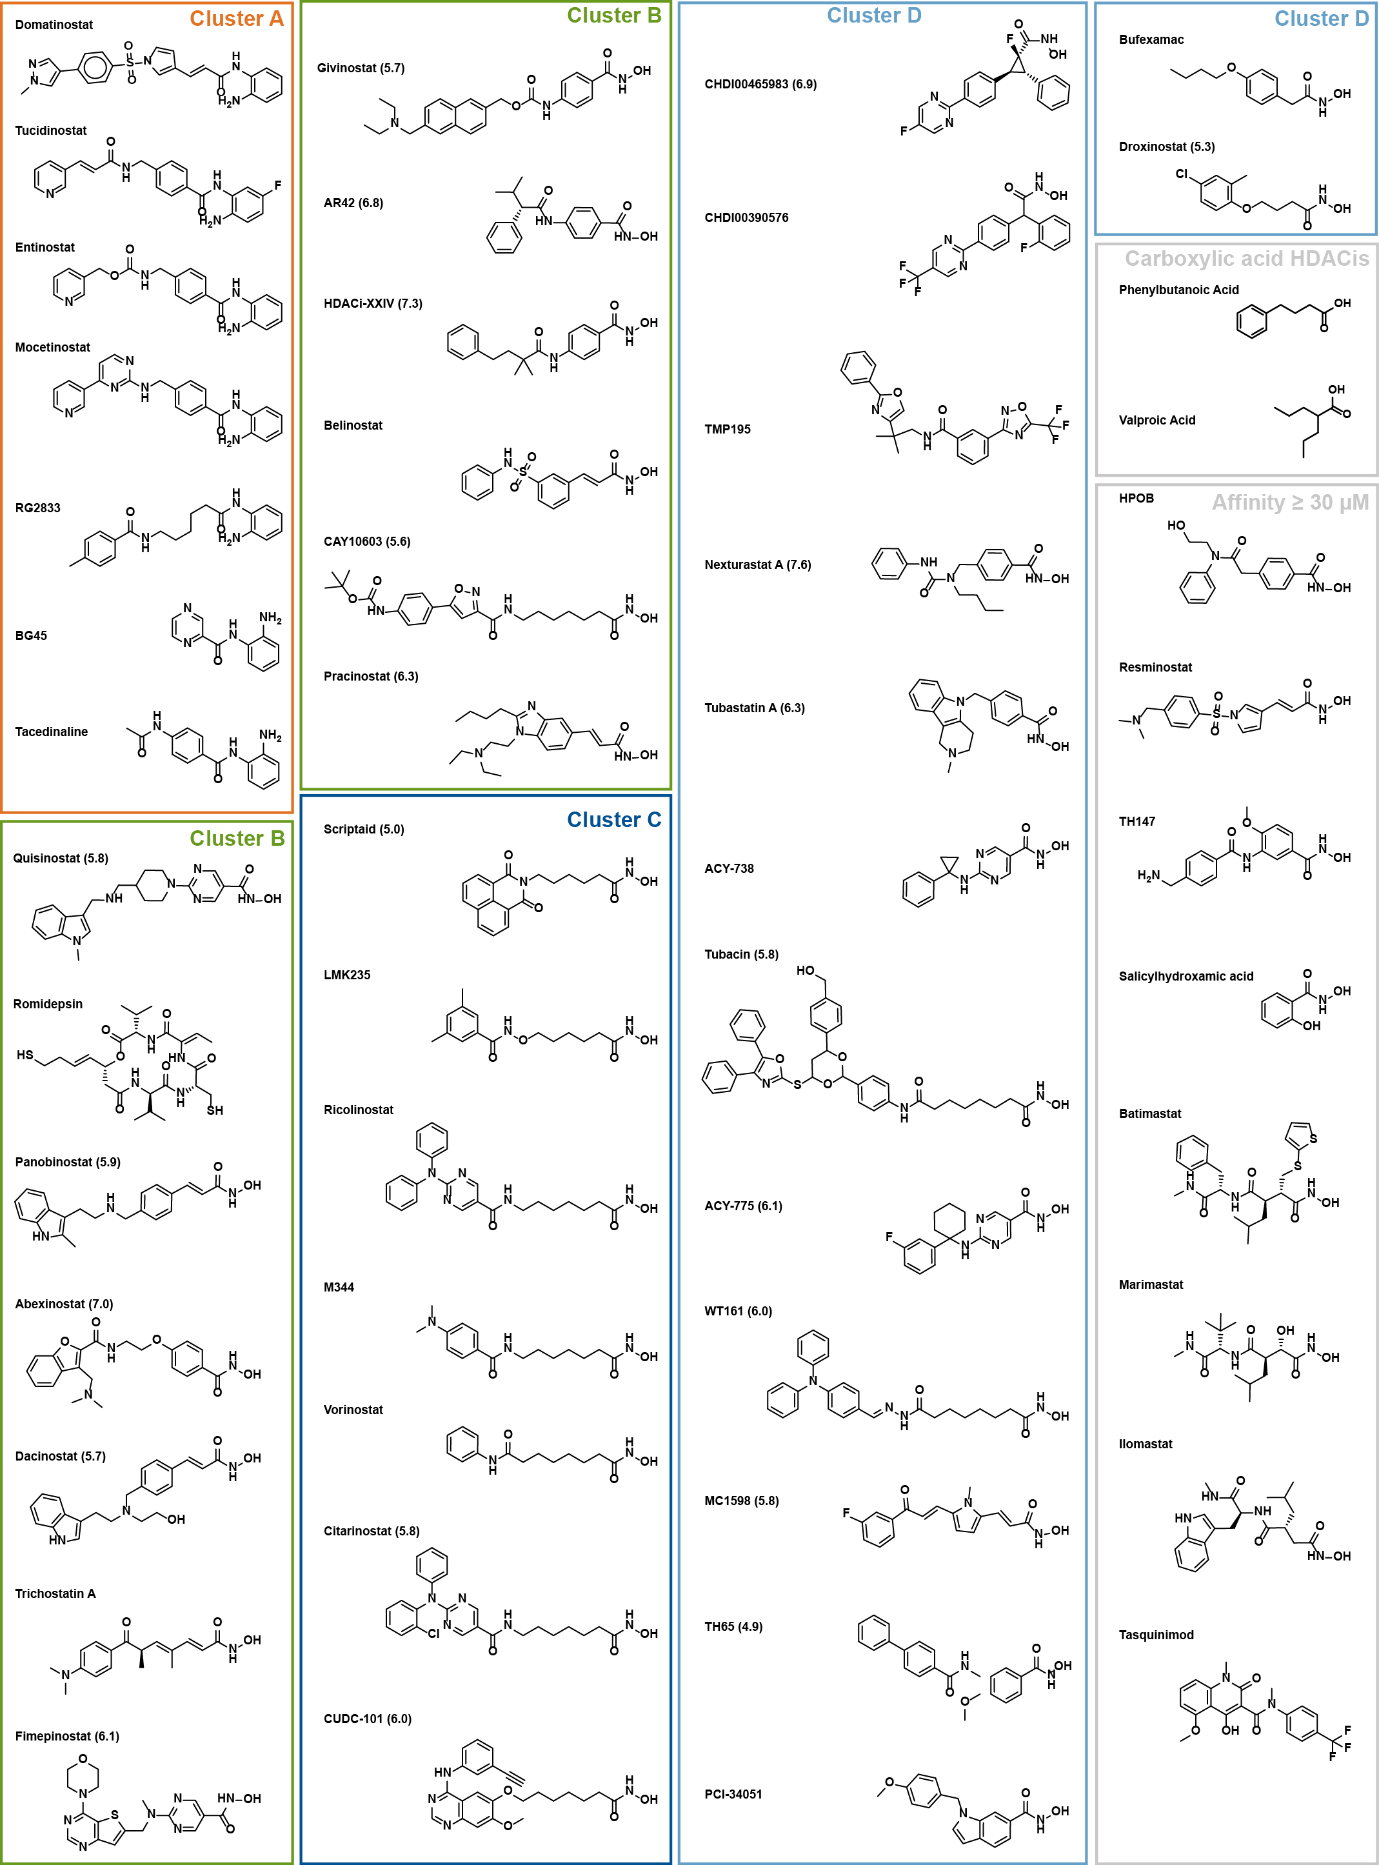 Cluster A
Domatinostat
Tucidinostat
Entinostat
Mocetinostat
RG2833
BG45
Tacedinaline
Cluster B
Quisinostat (5.8)
Romidepsin
Panobinostat (5.9)
Abexinostat (7.0)
Dacinostat (5.7)
Trichostatin A
Fimepinostat (6.1)
Cluster B
Givinostat (5.7)
AR42 (6.8)
HDACi-XXIV (7.3)
Belinostat
CAY10603 (5.6)
Pracinostat (6.3)
Cluster C
Scriptaid (5.0)
LMK235
Ricolinostat
M344
Vorinostat
Citarinostat (5.8)
CUDC-101 (6.0)
Cluster D
CHDI00465983 (6.9)
CHDI00390576
TMP195
Nexturastat A (7.6)
Tubastatin A (6.3)
ACY-738
Tubacin (5.8)
ACY-775 (6.1)
WT161 (6.0)
MC1598 (5.8)
TH65 (4.9)
PCI-34051
Cluster D
Bufexamac
Droxinostat (5.3)
Carboxylic acid HDACis
Phenylbutanoic Acid
Valproic Acid
Affinity ≥ 30 µM
HPOB
Resminostat
TH147
Salicylhydroxamic acid
Batimastat
Marimastat
Ilomastat
Tasquinimod